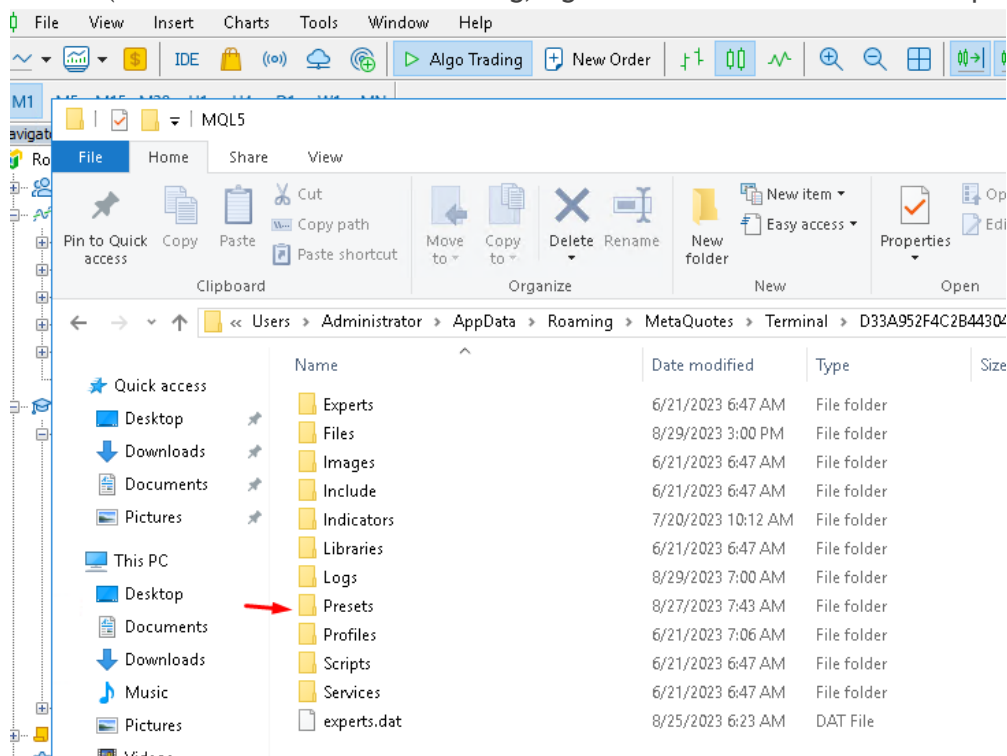 File View Insert Charts Tools Window Help
IDE Algo Trading New Order
M1
MQL5
File Home Share View
Ro
Pin to Quick access Copy Paste
Cut
Copy path
Paste shortcut
Move to Copy to Delete Rename
New folder
New item
Easy access
Properties
Op
Edi
Clipboard Organize New Open
« Users > Administrator > AppData > Roaming > MetaQuotes > Terminal > D33A952F4C2B44304
Name Date modified Type Size
Quick access
Desktop
Downloads
Documents
Pictures
This PC
Desktop
Documents
Downloads
Music
Pictures
Videos
Experts 6/21/2023 6:47 AM File folder
Files 8/29/2023 3:00 PM File folder
Images 6/21/2023 6:47 AM File folder
Include 6/21/2023 6:47 AM File folder
Indicators 7/20/2023 10:12 AM File folder
Libraries 6/21/2023 6:47 AM File folder
Logs 8/29/2023 7:00 AM File folder
Presets 8/27/2023 7:43 AM File folder
Profiles 6/21/2023 7:06 AM File folder
Scripts 6/21/2023 6:47 AM File folder
Services 6/21/2023 6:47 AM File folder
experts.dat 8/25/2023 6:23 AM DAT File